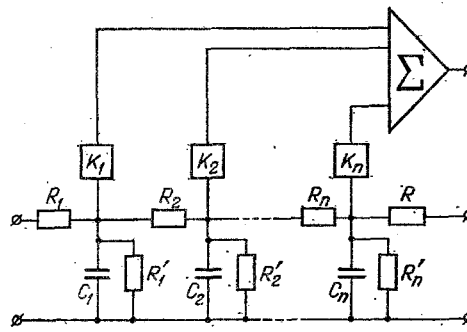 Σ
K₁ K₂ Kₙ
R₁ R₂ Rₙ R
C₁ R₁' C₂ R₂' Cₙ Rₙ'